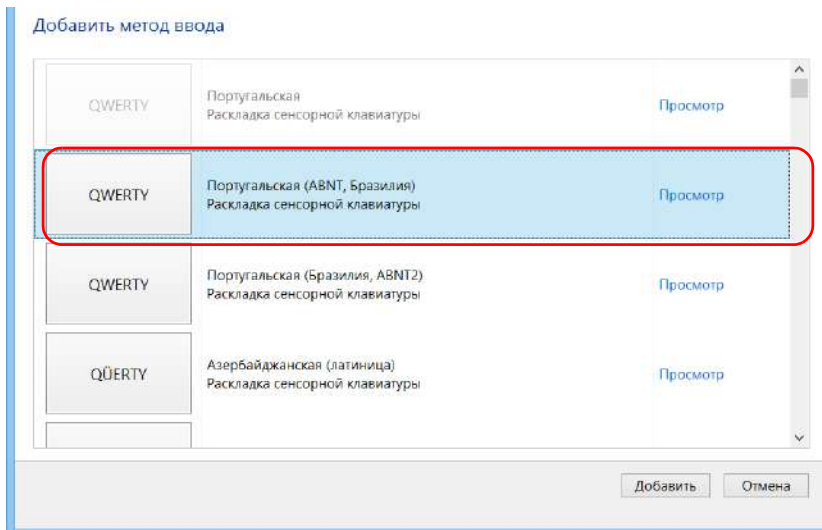 Добавить метод ввода
QWERTY
Португальская
Раскладка сенсорной клавиатуры
Просмотр
QWERTY
Португальская (ABNT, Бразилия)
Раскладка сенсорной клавиатуры
Просмотр
QWERTY
Португальская (Бразилия, ABNT2)
Раскладка сенсорной клавиатуры
Просмотр
QÜERTY
Азербайджанская (латиница)
Раскладка сенсорной клавиатуры
Просмотр
Добавить
Отмена